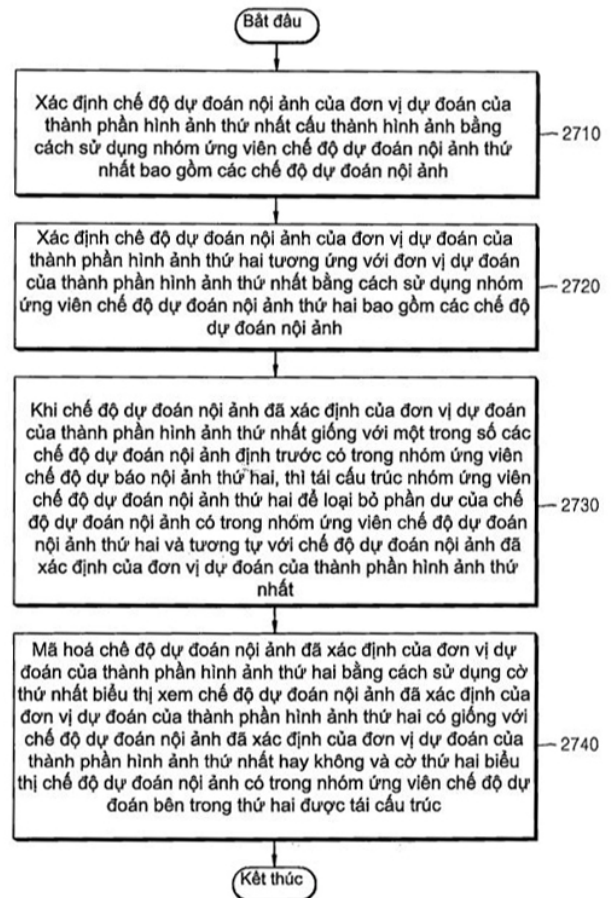 Bắt đầu
Xác định chế độ dự đoán nội ảnh của đơn vị dự đoán của
thành phần hình ảnh thứ nhất cấu thành hình ảnh bằng
cách sử dụng nhóm ứng viên chế độ dự đoán nội ảnh thứ
nhất bao gồm các chế độ dự đoán nội ảnh
2710
Xác định chế độ dự đoán nội ảnh của đơn vị dự đoán của
thành phần hình ảnh thứ hai tương ứng với đơn vị dự đoán
của thành phần hình ảnh thứ nhất bằng cách sử dụng nhóm
ứng viên chế độ dự đoán nội ảnh thứ hai bao gồm các chế độ
dự đoán nội ảnh
2720
Khi chế độ dự đoán nội ảnh đã xác định của đơn vị dự đoán
của thành phần hình ảnh thứ nhất giống với một trong số các
chế độ dự đoán nội ảnh định trước có trong nhóm ứng viên
chế độ dự báo nội ảnh thứ hai, thì tái cấu trúc nhóm ứng viên
chế độ dự đoán nội ảnh thứ hai để loại bỏ phần dư của chế
độ dự đoán nội ảnh có trong nhóm ứng viên chế độ dự đoán
nội ảnh thứ hai và tương tự với chế độ dự đoán nội ảnh đã
xác định của đơn vị dự đoán của thành phần hình ảnh thứ
nhất
2730
Mã hoá chế độ dự đoán nội ảnh đã xác định của đơn vị dự
đoán của thành phần hình ảnh thứ hai bằng cách sử dụng cờ
thứ nhất biểu thị xem chế độ dự đoán nội ảnh đã xác định của
đơn vị dự đoán của thành phần hình ảnh thứ hai có giống với
chế độ dự đoán nội ảnh đã xác định của đơn vị dự đoán của
thành phần hình ảnh thứ nhất hay không và cờ thứ hai biểu
thị chế độ dự đoán nội ảnh có trong nhóm ứng viên chế độ dự
đoán bên trong thứ hai được tái cấu trúc
2740
Kết thúc